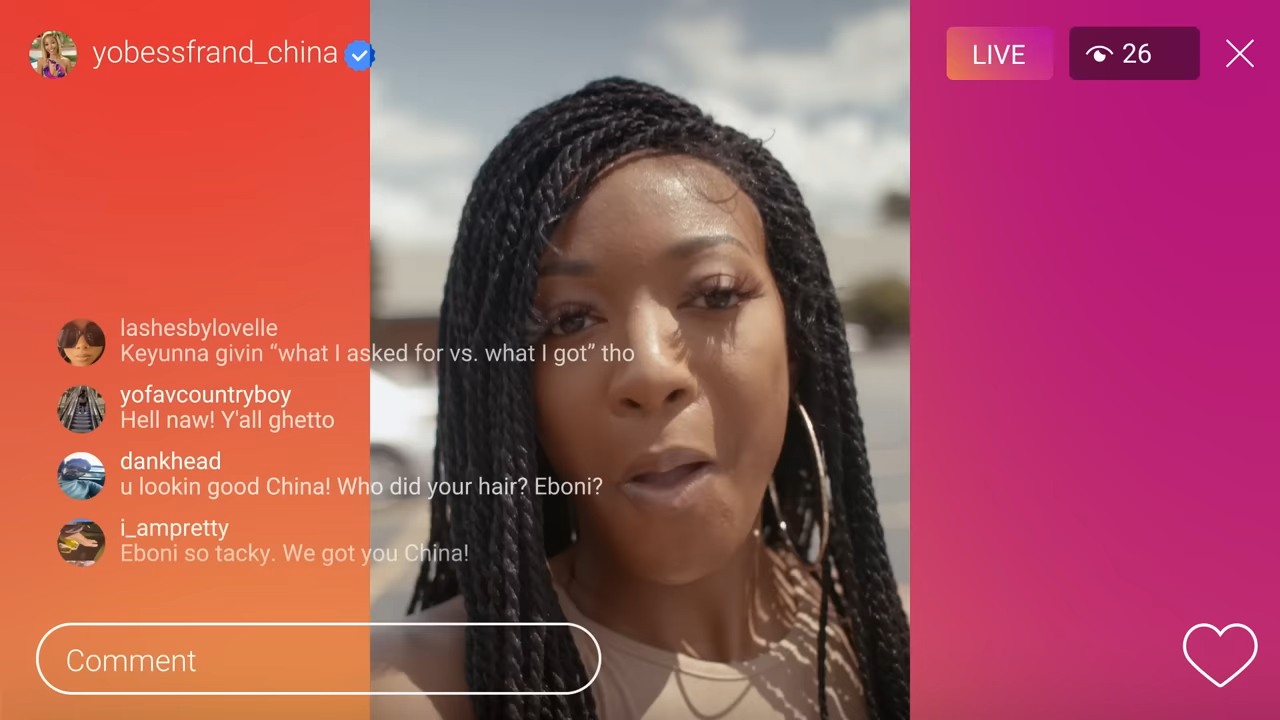 yobessfrand_china
LIVE
26
lashesbylovelle
Keyunna givin “what I asked for vs. what I got” tho
yofavcountryboy
Hell naw! Y'all ghetto
dankhead
u lookin good China! Who did your hair? Eboni?
i_ampretty
Eboni so tacky. We got you China!
Comment